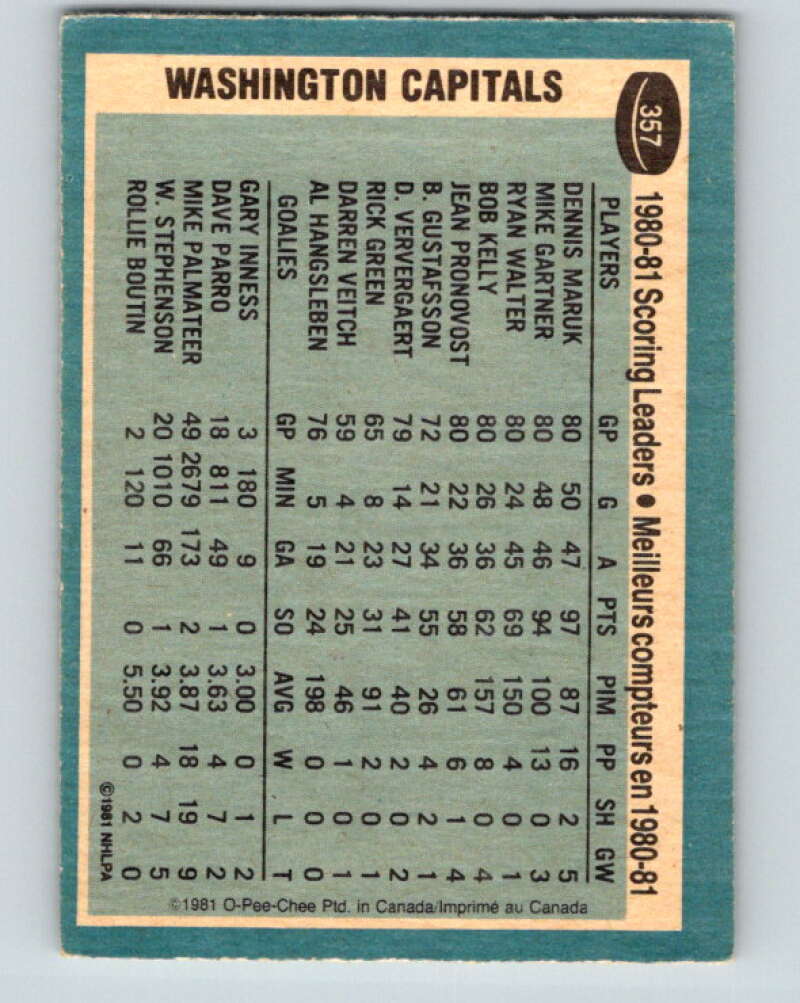 WASHINGTON CAPITALS
357
1980-81 Scoring Leaders • Meilleurs compteurs en 1980-81
PLAYERS GP G A PTS PIM PP SH GW
DENNIS MARUK 80 50 47 97 87 16 2 5
MIKE GARTNER 80 48 46 94 100 13 0 3
RYAN WALTER 80 24 45 69 150 4 0 1
BOB KELLY 80 26 36 62 157 8 0 4
JEAN PRONOVOST 80 22 36 58 61 6 1 4
B. GUSTAFSSON 72 21 34 55 26 4 2 1
D. VERVERGAERT 79 14 27 41 40 2 0 2
RICK GREEN 65 8 23 31 91 2 0 1
DARREN VEITCH 59 4 21 25 46 1 0 1
AL HANGSLEBEN 76 5 19 24 198 0 0 0
GOALIES GP MIN GA SO AVG W L T
GARY INNESS 3 180 9 0 3.00 0 1 2
DAVE PARRO 18 811 49 1 3.63 4 7 2
MIKE PALMATEER 49 2679 173 2 3.87 18 19 9
W. STEPHENSON 20 1010 66 1 3.92 4 7 5
ROLLIE BOUTIN 2 120 11 0 5.50 0 2 0
©1981 NHLPA
©1981 O-Pee-Chee Ptd. in Canada/Imprimé au Canada